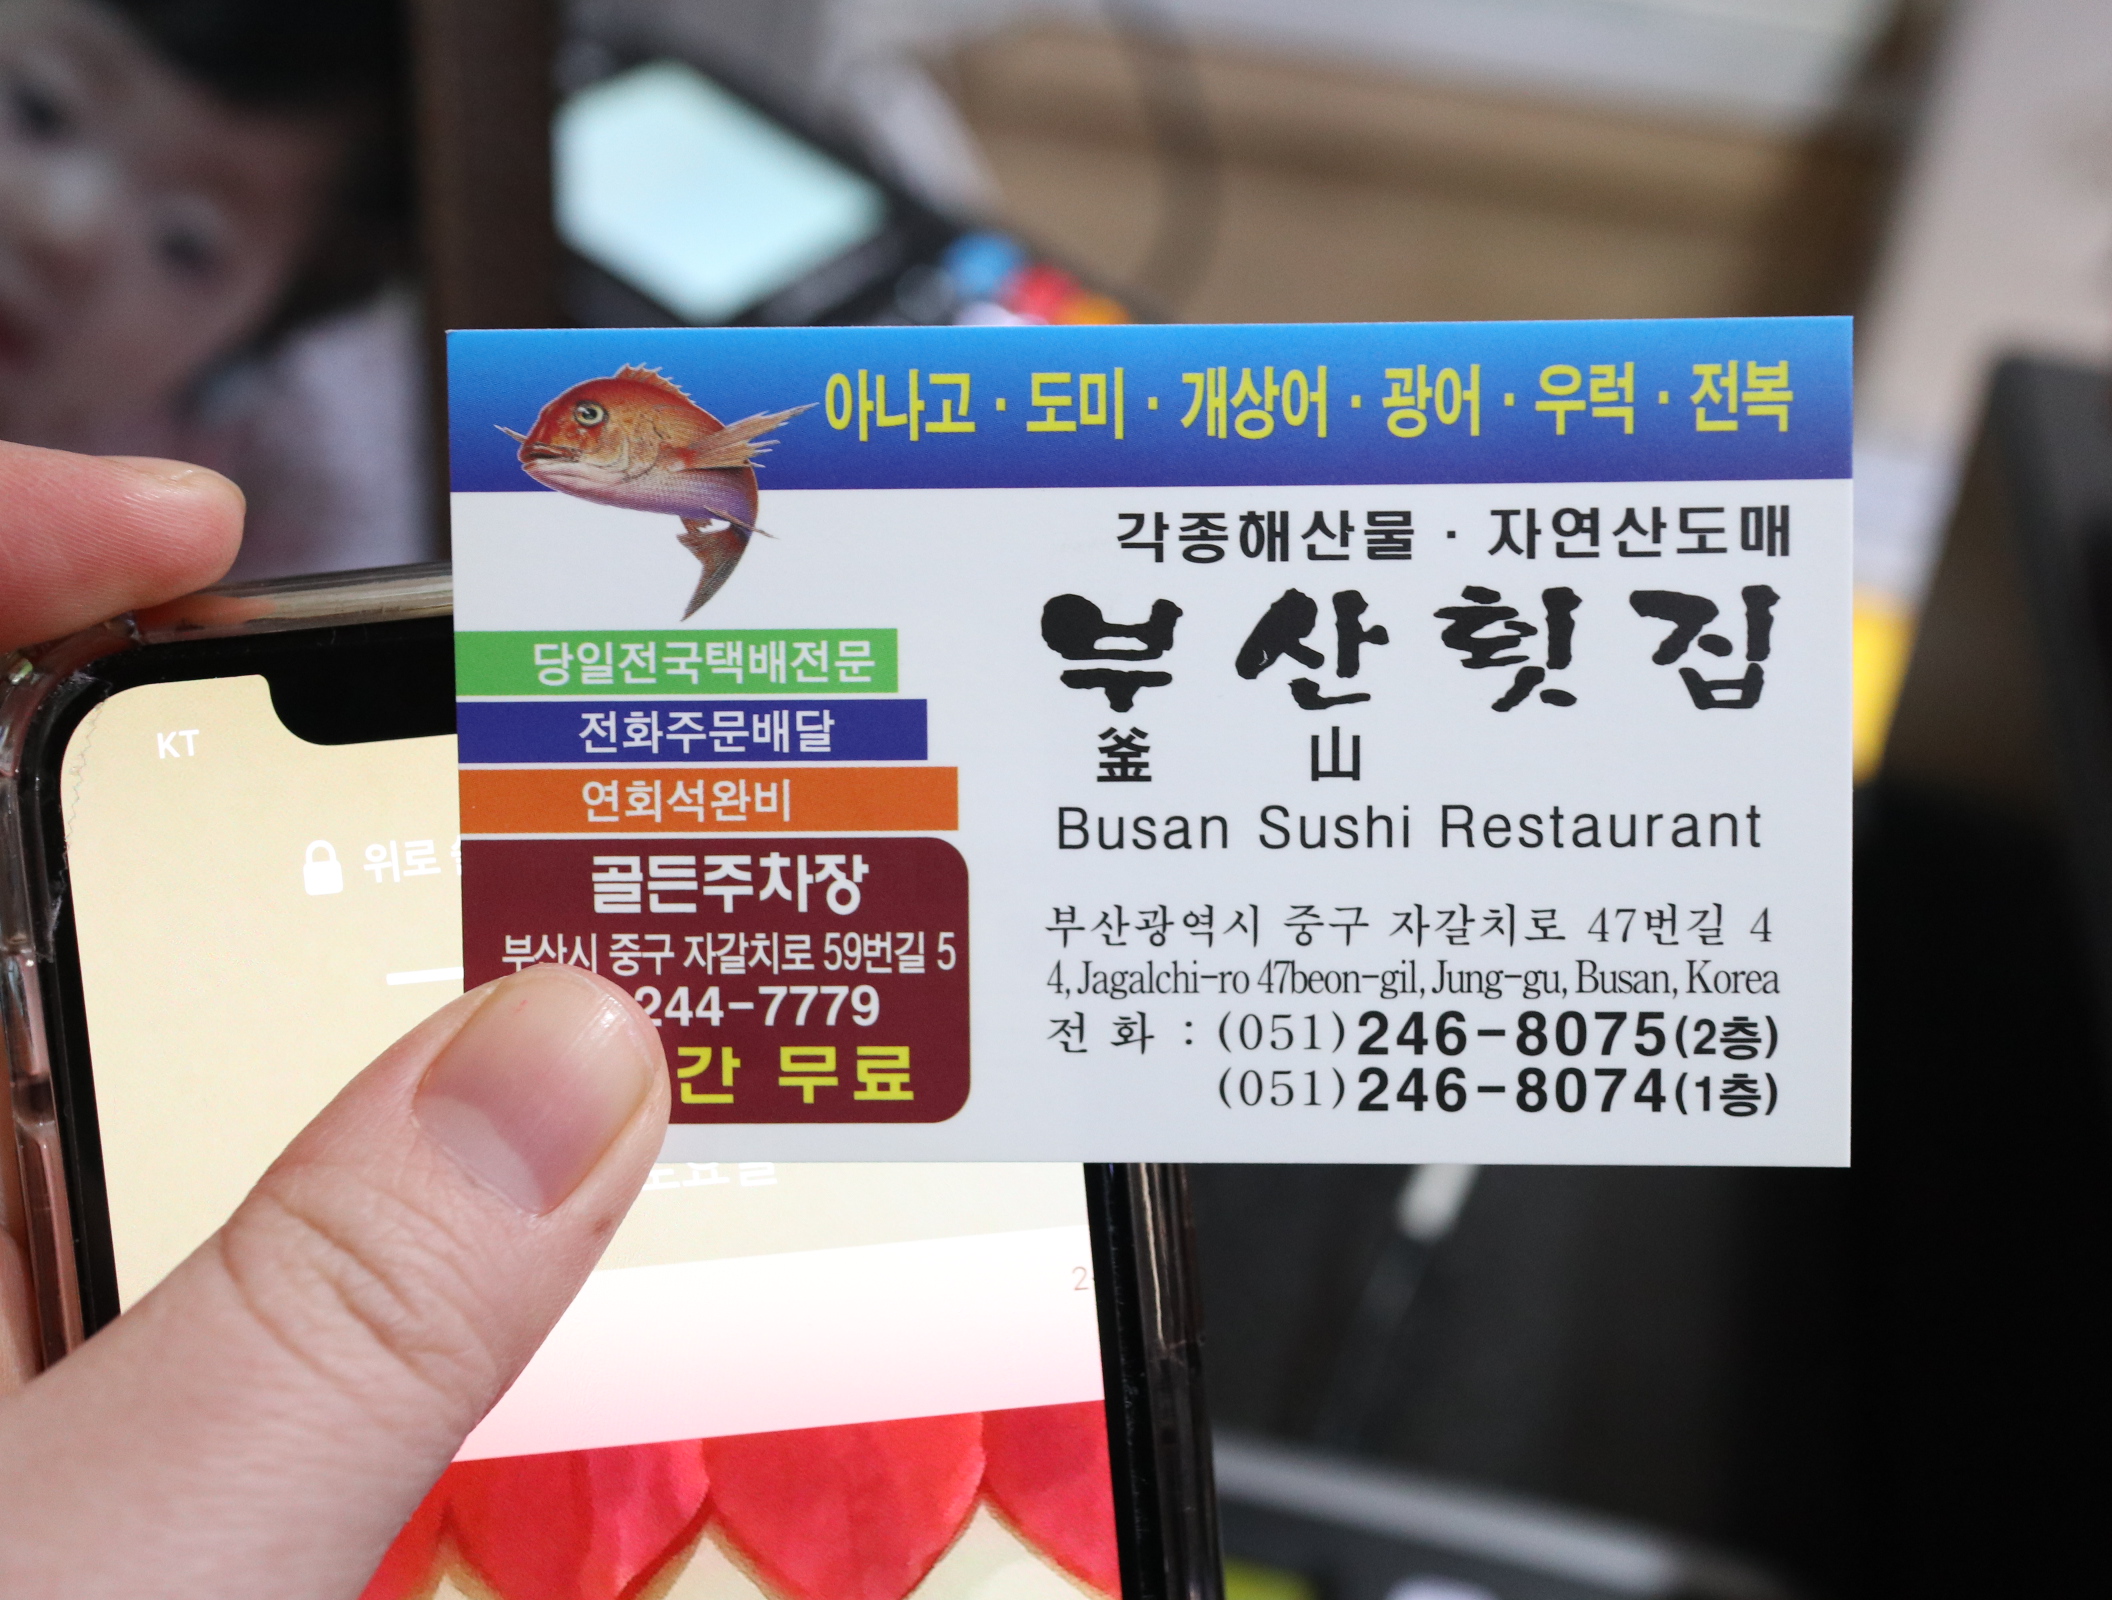 아나고 · 도미 · 개상어 · 광어 · 우럭 · 전복
각종해산물 · 자연산도매
부산횟집
釜 山
Busan Sushi Restaurant
부산광역시 중구 자갈치로 47번길 4
4, Jagalchi-ro 47beon-gil, Jung-gu, Busan, Korea
전 화 : (051) 246-8075 (2층)
(051) 246-8074 (1층)
당일전국택배전문
전화주문배달
연회석완비
골든주차장
부산시 중구 자갈치로 59번길 5
244-7779
간 무료
KT
위로